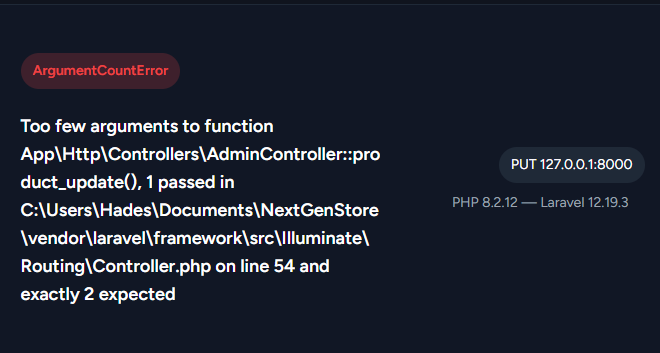 ArgumentCountError
Too few arguments to function
App\Http\Controllers\AdminController::pro
duct_update(), 1 passed in
C:\Users\Hades\Documents\NextGenStore
\vendor\laravel\framework\src\Illuminate\
Routing\Controller.php on line 54 and
exactly 2 expected
PUT 127.0.0.1:8000
PHP 8.2.12 — Laravel 12.19.3